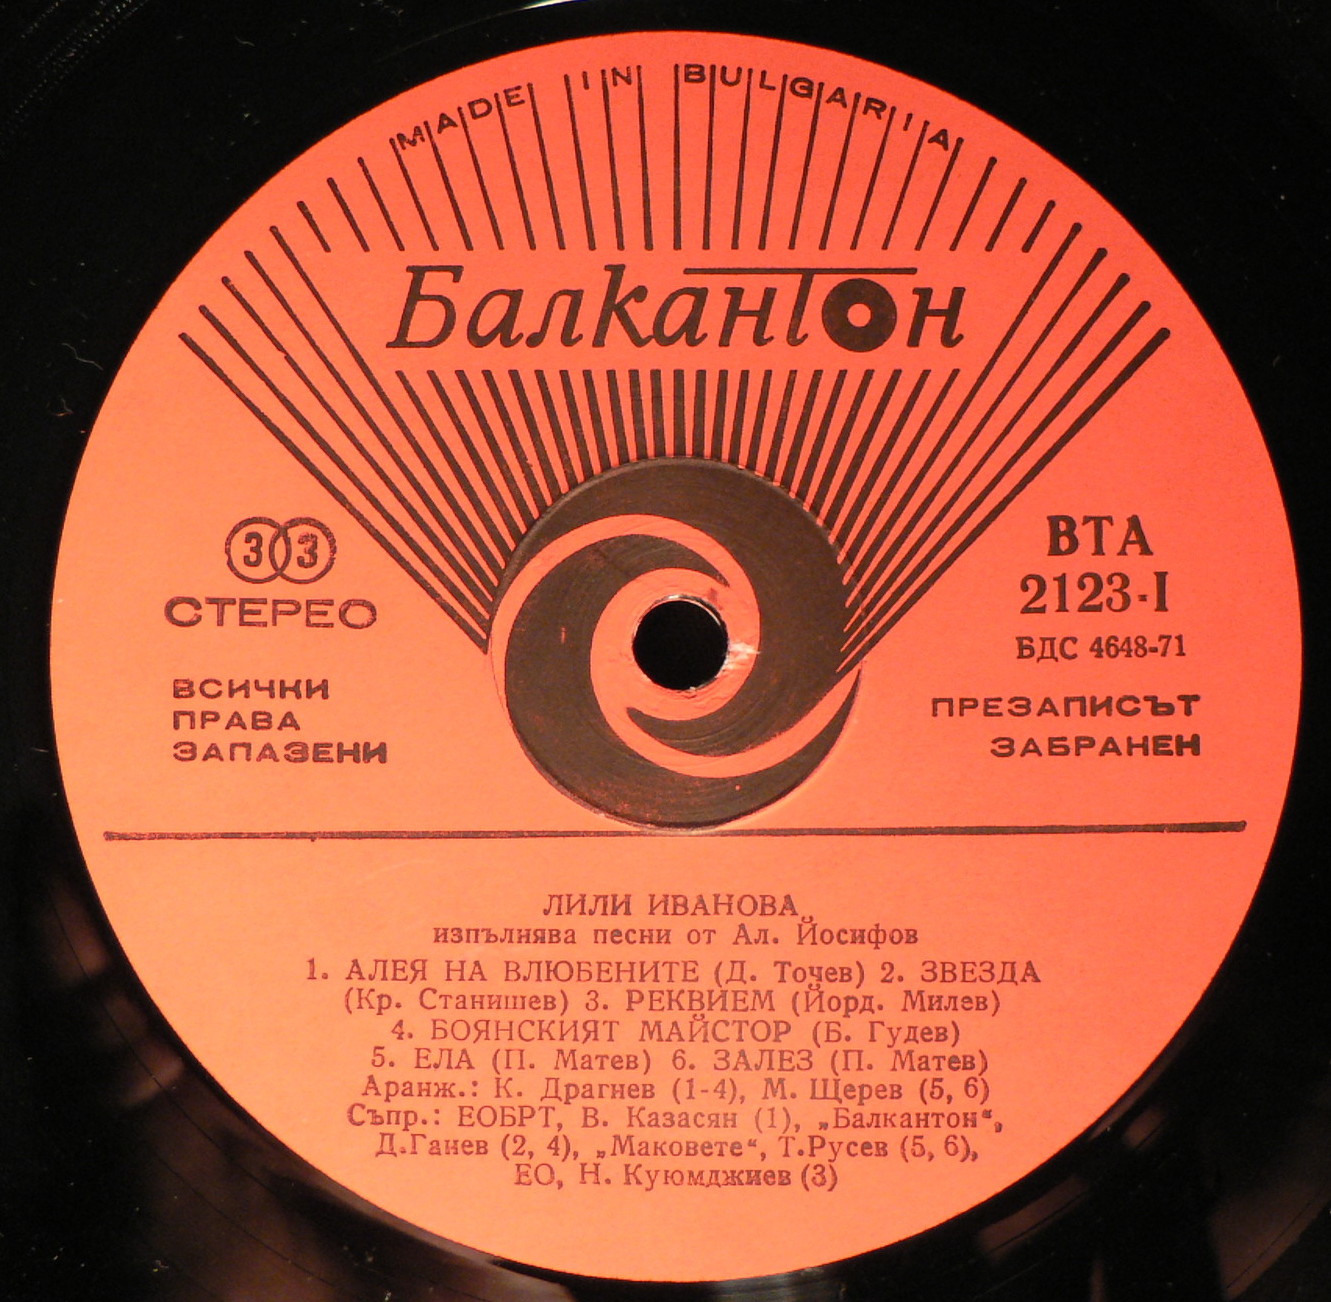 MADE IN BULGARIA
Балкантон
33
СТЕРЕО
ВСИЧКИ
ПРАВА
ЗАПАЗЕНИ
ВТА
2123-I
БДС 4648-71
ПРЕЗАПИСЪТ
ЗАБРАНЕН
ЛИЛИ ИВАНОВА
изпълнява песни от Ал. Йосифов
1. АЛЕЯ НА ВЛЮБЕНИТЕ (Д. Точев) 2. ЗВЕЗДА
(Кр. Станишев) 3. РЕКВИЕМ (Йорд. Милев)
4. БОЯНСКИЯТ МАЙСТОР (Б. Гудев)
5. ЕЛА (П. Матев) 6. ЗАЛЕЗ (П. Матев)
Аранж.: К. Драгнев (1-4), М. Щерев (5, 6)
Съпр.: ЕОБРТ, В. Казасян (1), „Балкантон“,
Д.Ганев (2, 4), „Маковете“, Т.Русев (5, 6),
ЕО, Н. Куюмджиев (3)